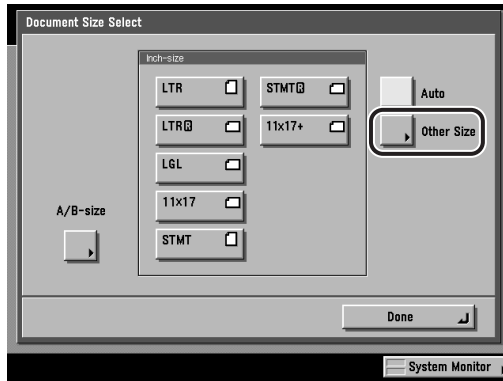 Document Size Select
Inch-size
LTR
STMTR
Auto
LTRR
11x17+
Other Size
LGL
11x17
A/B-size
STMT
Done
System Monitor